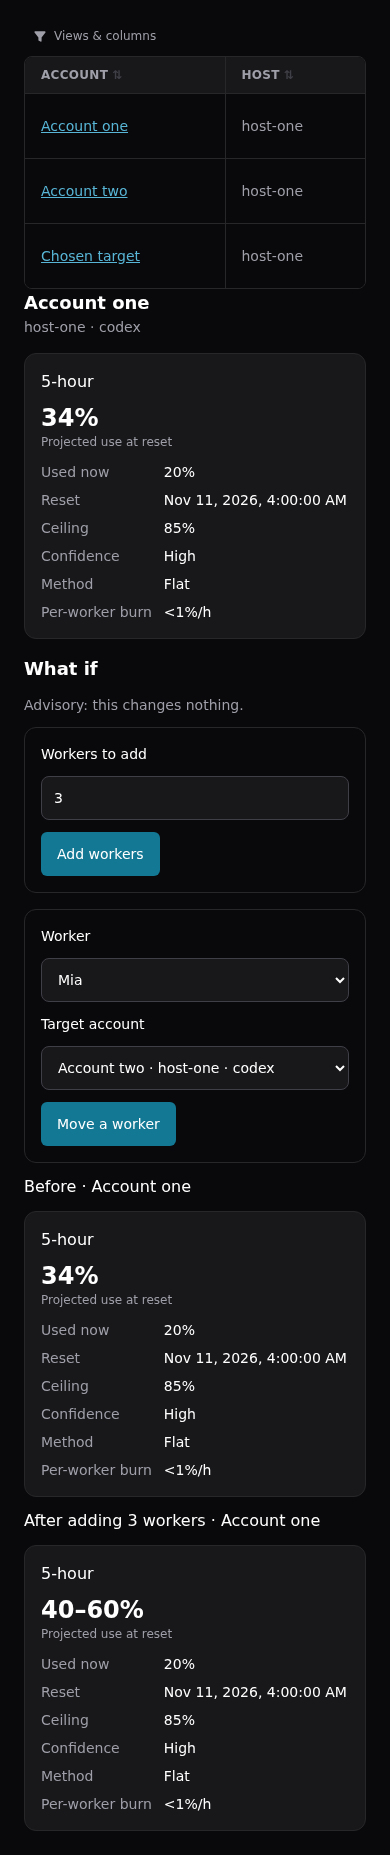 Views & columns
ACCOUNT ⇅ HOST ⇅
Account one host-one
Account two host-one
Chosen target host-one
Account one
host-one · codex
5-hour
34%
Projected use at reset
Used now 20%
Reset Nov 11, 2026, 4:00:00 AM
Ceiling 85%
Confidence High
Method Flat
Per-worker burn <1%/h
What if
Advisory: this changes nothing.
Workers to add
3
Add workers
Worker
Mia
Target account
Account two · host-one · codex
Move a worker
Before · Account one
5-hour
34%
Projected use at reset
Used now 20%
Reset Nov 11, 2026, 4:00:00 AM
Ceiling 85%
Confidence High
Method Flat
Per-worker burn <1%/h
After adding 3 workers · Account one
5-hour
40–60%
Projected use at reset
Used now 20%
Reset Nov 11, 2026, 4:00:00 AM
Ceiling 85%
Confidence High
Method Flat
Per-worker burn <1%/h